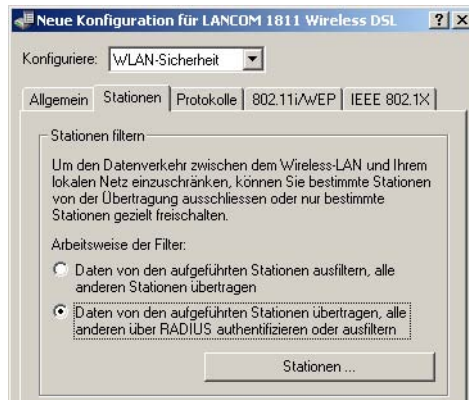 Neue Konfiguration für LANCOM 1811 Wireless DSL
Konfiguriere: WLAN-Sicherheit
Allgemein Stationen Protokolle 802.11i/WEP IEEE 802.1X
Stationen filtern
Um den Datenverkehr zwischen dem Wireless-LAN und Ihrem
lokalen Netz einzuschränken, können Sie bestimmte Stationen
von der Übertragung ausschliessen oder nur bestimmte
Stationen gezielt freischalten.
Arbeitsweise der Filter:
Daten von den aufgeführten Stationen ausfiltern, alle
anderen Stationen übertragen
Daten von den aufgeführten Stationen übertragen, alle
anderen über RADIUS authentifizieren oder ausfiltern
Stationen ...